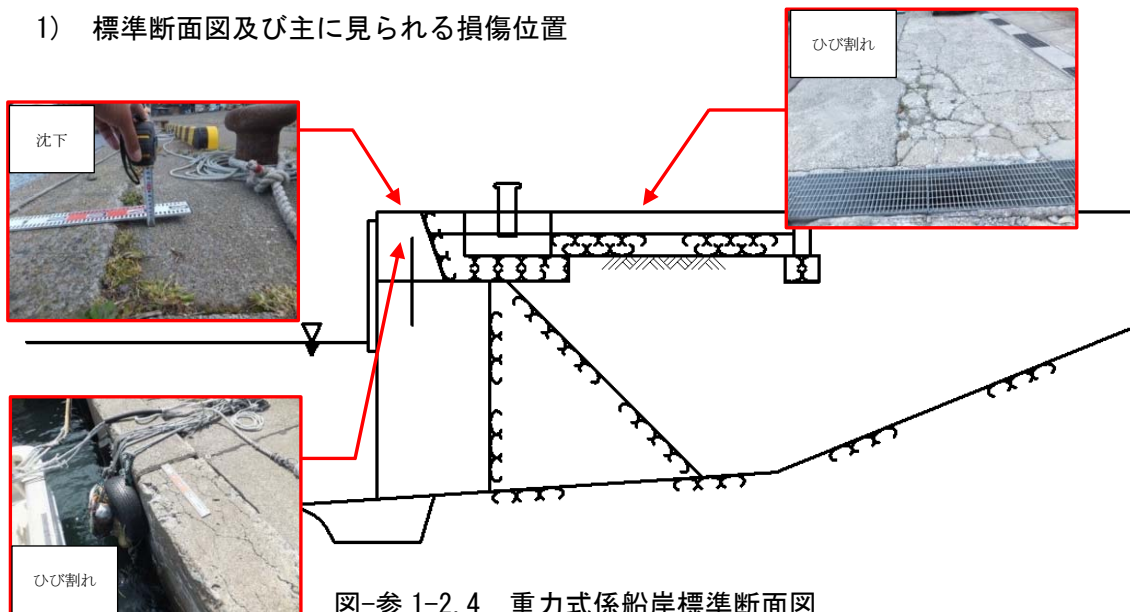 1) 標準断面図及び主に見られる損傷位置
ひび割れ
沈下
ひび割れ
図-参 1-2.4 重力式係船岸標準断面図